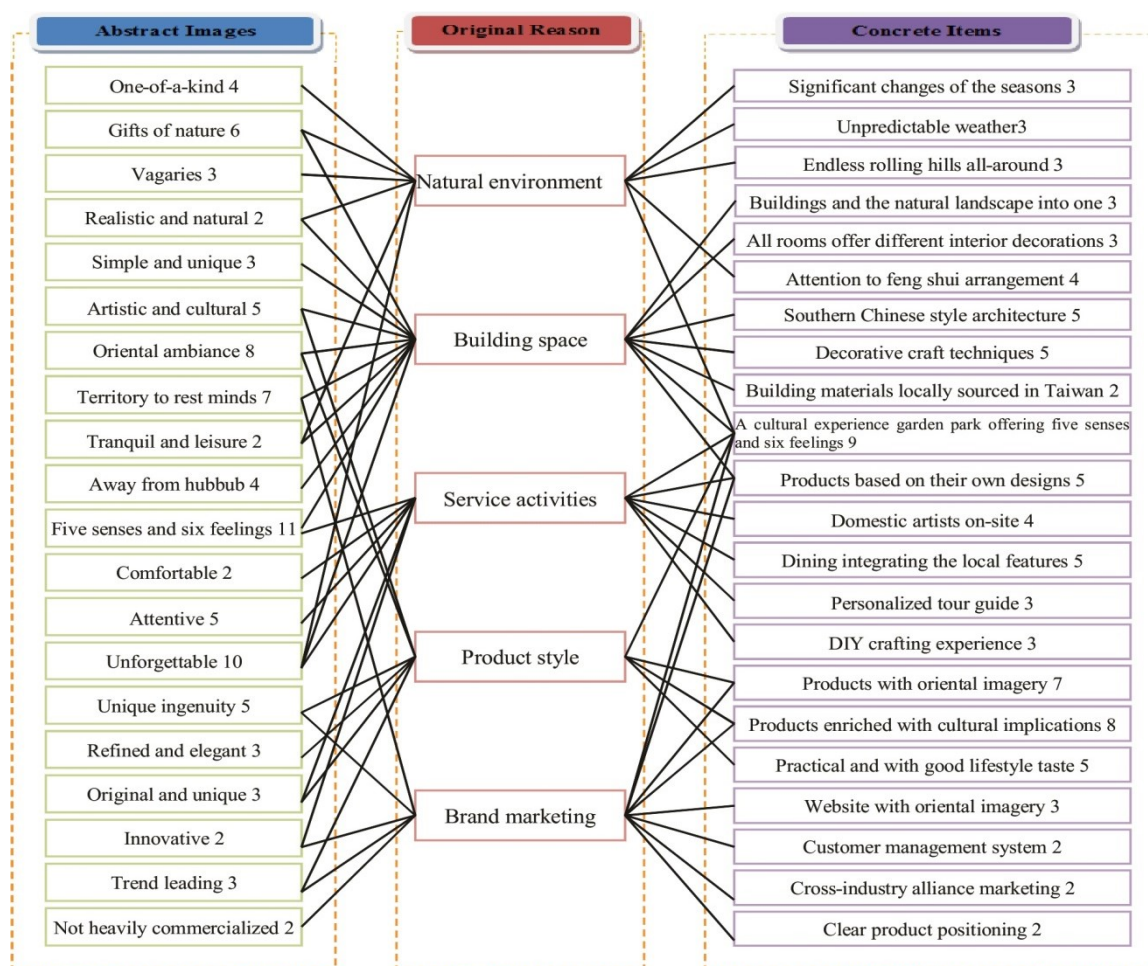 Abstract Images
Original Reason
Concrete Items
One-of-a-kind 4
Gifts of nature 6
Vagaries 3
Realistic and natural 2
Simple and unique 3
Artistic and cultural 5
Oriental ambiance 8
Territory to rest minds 7
Tranquil and leisure 2
Away from hubbub 4
Five senses and six feelings 11
Comfortable 2
Attentive 5
Unforgettable 10
Unique ingenuity 5
Refined and elegant 3
Original and unique 3
Innovative 2
Trend leading 3
Not heavily commercialized 2
Natural environment
Building space
Service activities
Product style
Brand marketing
Significant changes of the seasons 3
Unpredictable weather3
Endless rolling hills all-around 3
Buildings and the natural landscape into one 3
All rooms offer different interior decorations 3
Attention to feng shui arrangement 4
Southern Chinese style architecture 5
Decorative craft techniques 5
Building materials locally sourced in Taiwan 2
A cultural experience garden park offering five senses
and six feelings 9
Products based on their own designs 5
Domestic artists on-site 4
Dining integrating the local features 5
Personalized tour guide 3
DIY crafting experience 3
Products with oriental imagery 7
Products enriched with cultural implications 8
Practical and with good lifestyle taste 5
Website with oriental imagery 3
Customer management system 2
Cross-industry alliance marketing 2
Clear product positioning 2